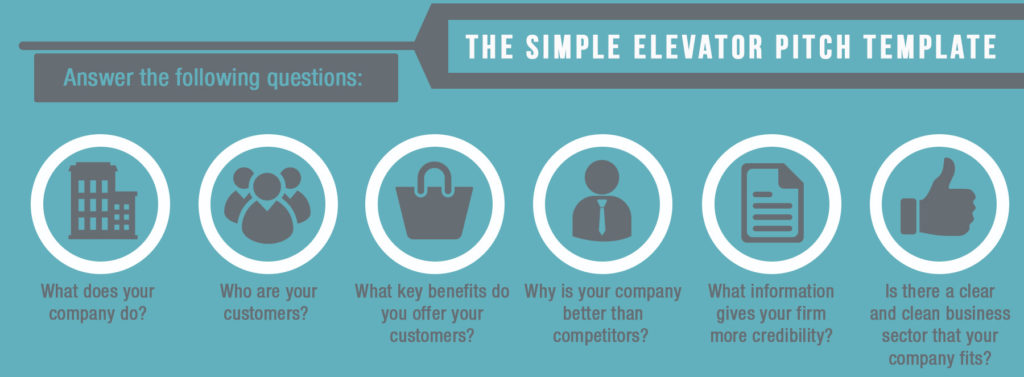 THE SIMPLE ELEVATOR PITCH TEMPLATE
Answer the following questions:
What does your
company do?
Who are your
customers?
What key benefits do
you offer your
customers?
Why is your company
better than
competitors?
What information
gives your firm
more credibility?
Is there a clear
and clean business
sector that your
company fits?